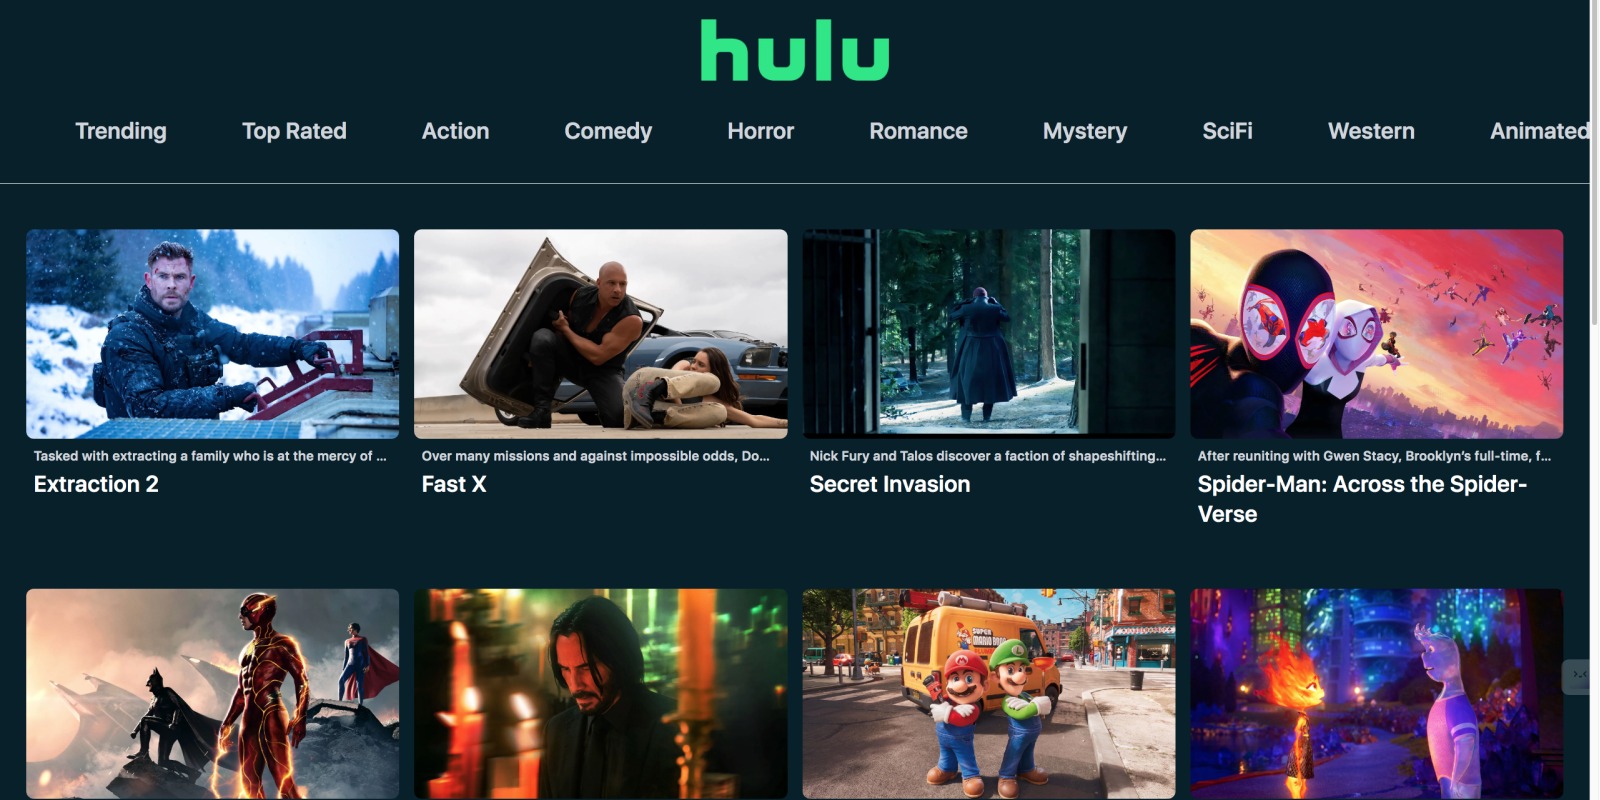 hulu
Trending Top Rated Action Comedy Horror Romance Mystery SciFi Western Animated
Tasked with extracting a family who is at the mercy of ...
Extraction 2
Over many missions and against impossible odds, Do...
Fast X
Nick Fury and Talos discover a faction of shapeshifting...
Secret Invasion
After reuniting with Gwen Stacy, Brooklyn’s full-time, f...
Spider-Man: Across the Spider-
Verse
SUPER
MARIO BROS